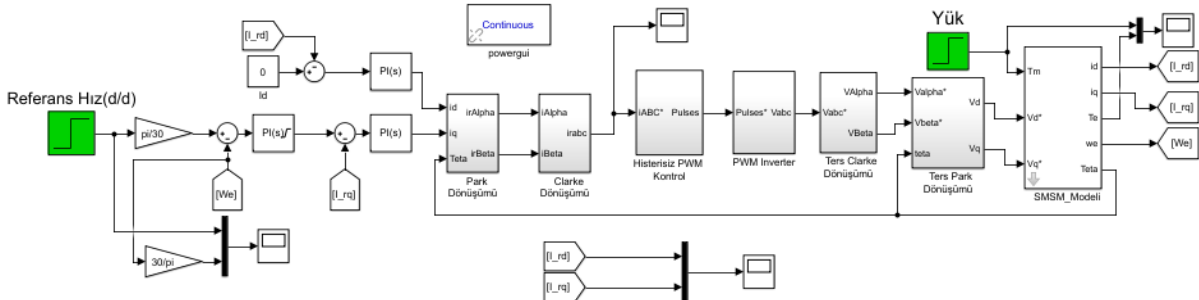 [I_rd]
Continuous
powergui
Yük
0
Id
PI(s)
Tm
id
iq
Te
we
Teta
Vd*
Vq*
SMSM_Modeli
[I_rd]
[I_rq]
[We]
Referans Hız(d/d)
pi/30
PI(s)
[We]
[I_rq]
PI(s)
id
iq
Teta
irAlpha
irBeta
Park
Dönüşümü
iAlpha
iBeta
irabc
Clarke
Dönüşümü
iABC*
Pulses
Histerisiz PWM
Kontrol
Pulses*
Vabc
PWM Inverter
Vabc*
VAlpha
VBeta
Ters Clarke
Dönüşümü
Valpha*
Vbeta*
teta
Vd
Vq
Ters Park
Dönüşümü
30/pi
[I_rd]
[I_rq]